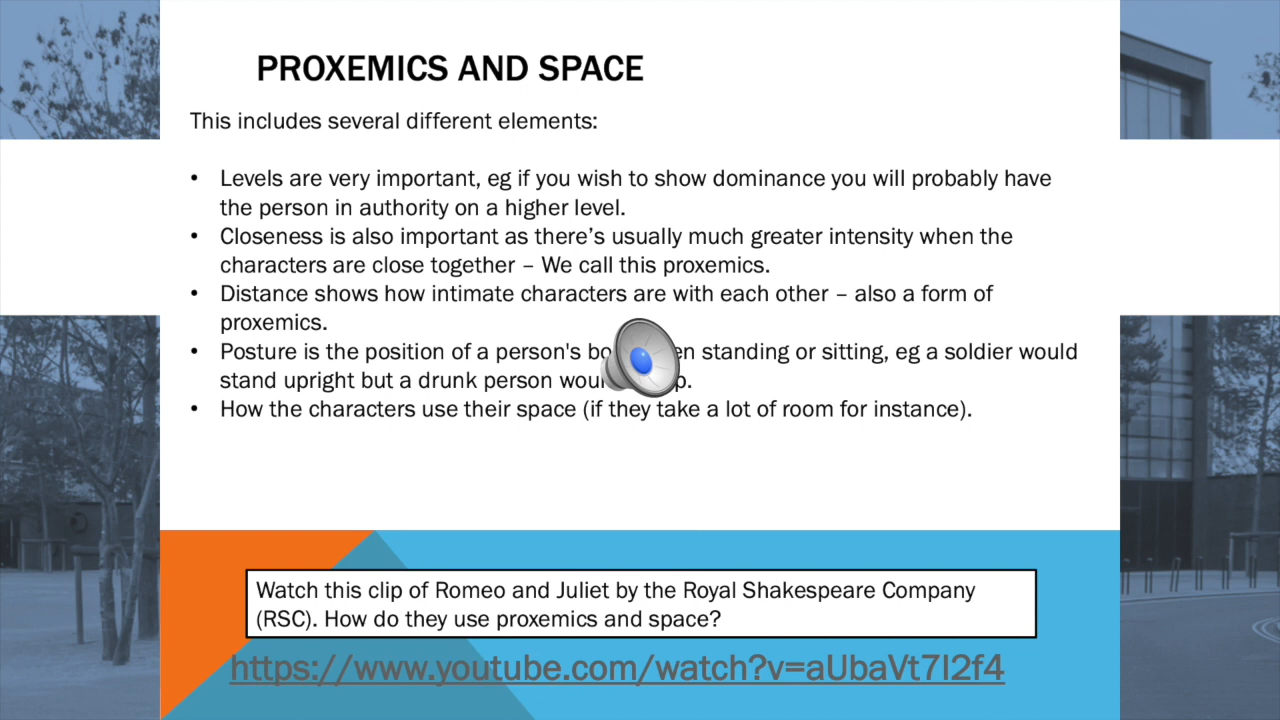 PROXEMICS AND SPACE
This includes several different elements:
• Levels are very important, eg if you wish to show dominance you will probably have
the person in authority on a higher level.
• Closeness is also important as there's usually much greater intensity when the
characters are close together – We call this proxemics.
• Distance shows how intimate characters are with each other – also a form of
proxemics.
• Posture is the position of a person's standing or sitting, eg a soldier would
stand upright but a drunk person
• How the characters use their space (if they take a lot of room for instance).
Watch this clip of Romeo and Juliet by the Royal Shakespeare Company
(RSC). How do they use proxemics and space?
https://www.youtube.com/watch?v=aUbaVt7I2f4